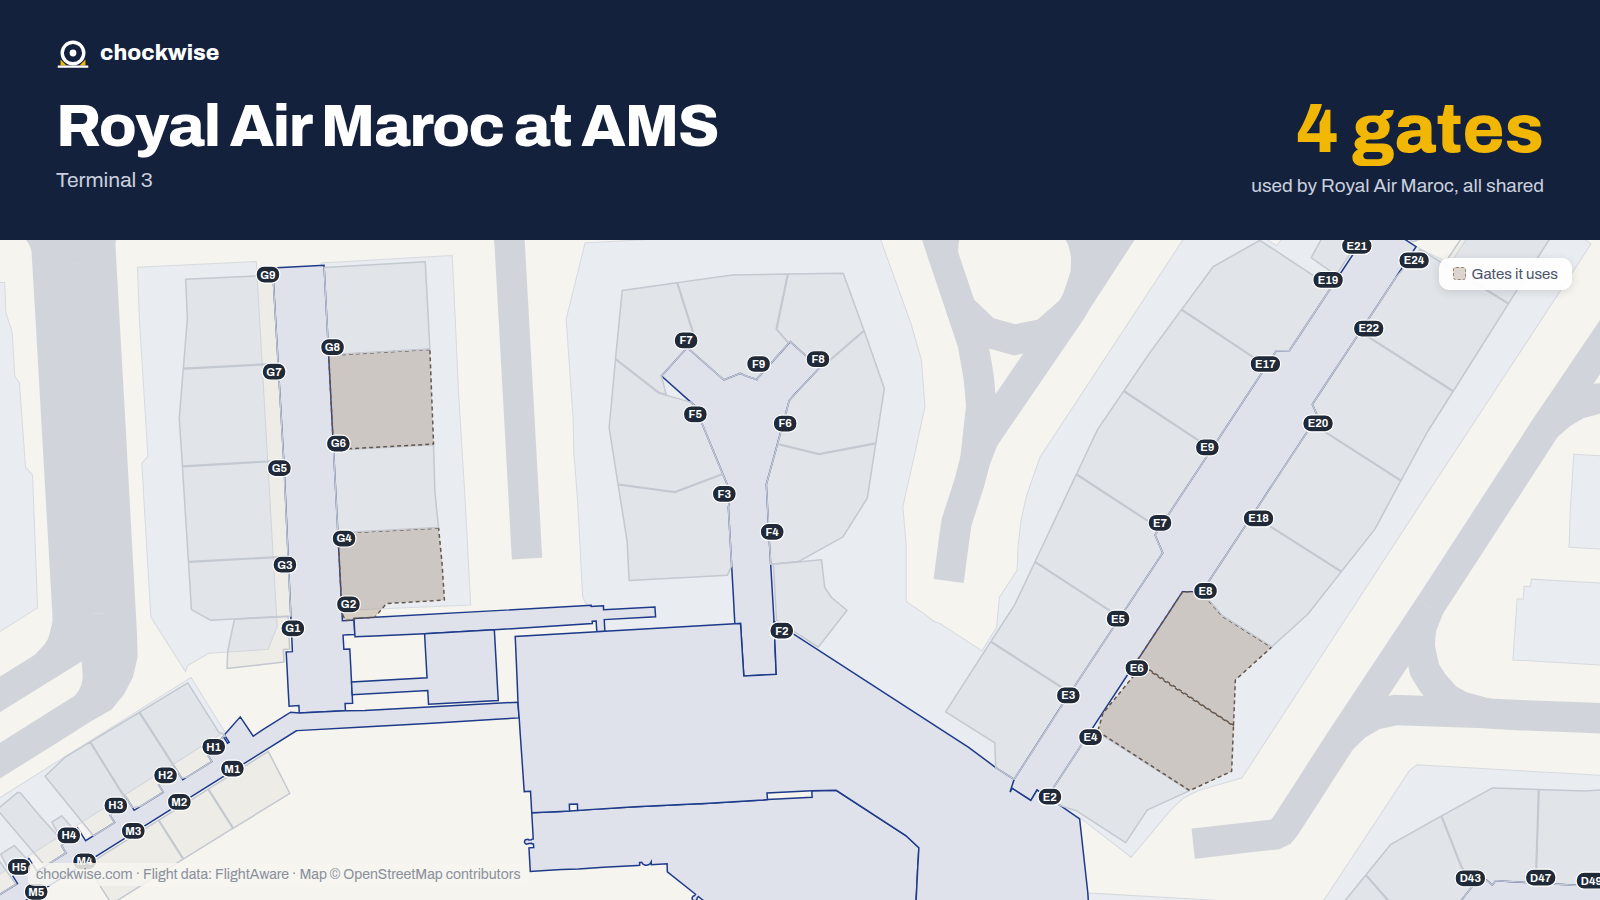 chockwise
Royal Air Maroc at AMS
Terminal 3
4 gates
used by Royal Air Maroc, all shared
Gates it uses
G9
G8
G7
G6
G5
G4
G3
G2
G1
F7
F9
F8
F5
F6
F3
F4
F2
E21
E24
E19
E22
E17
E20
E9
E18
E7
E8
E5
E6
E3
E4
E2
H1
M1
H2
M2
H3
M3
H4
M4
H5
M5
D43
D47
D49
chockwise.com · Flight data: FlightAware · Map © OpenStreetMap contributors